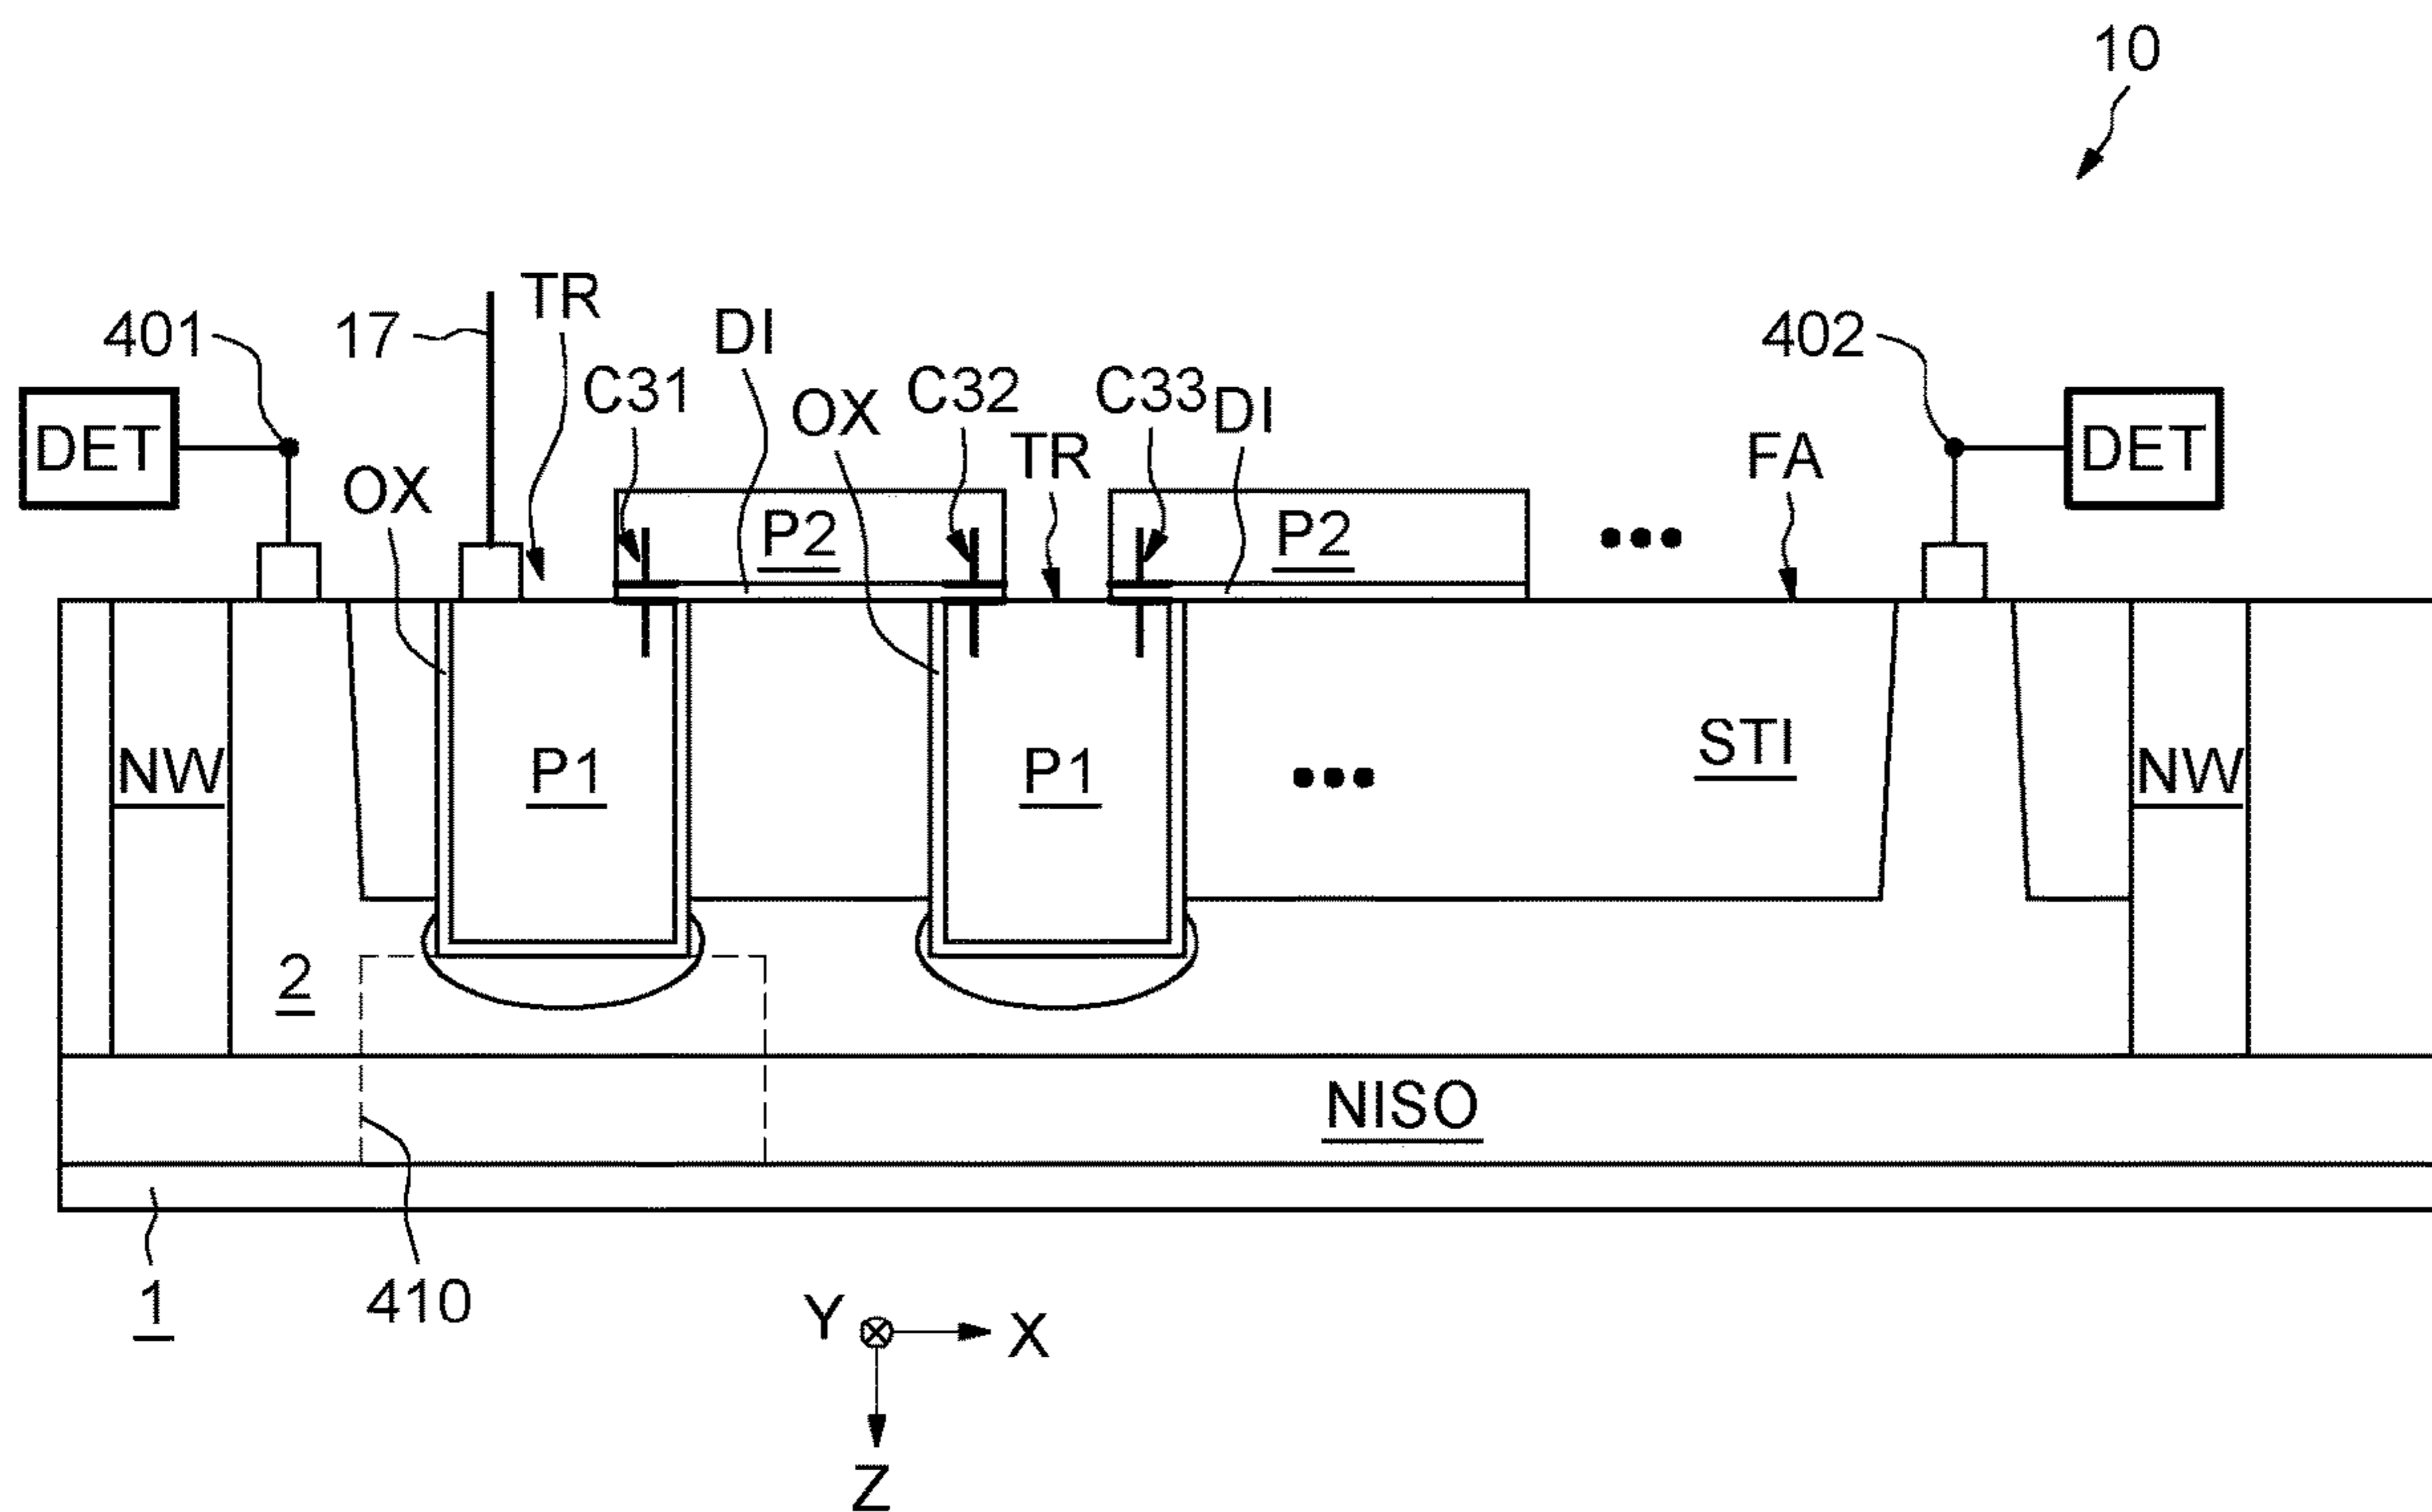 10
TR
401
17
DI
402
C31
C32
C33
DI
OX
DET
TR
FA
DET
OX
P2
P2
NW
P1
P1
STI
NW
2
NISO
1
410
Y
X
Z